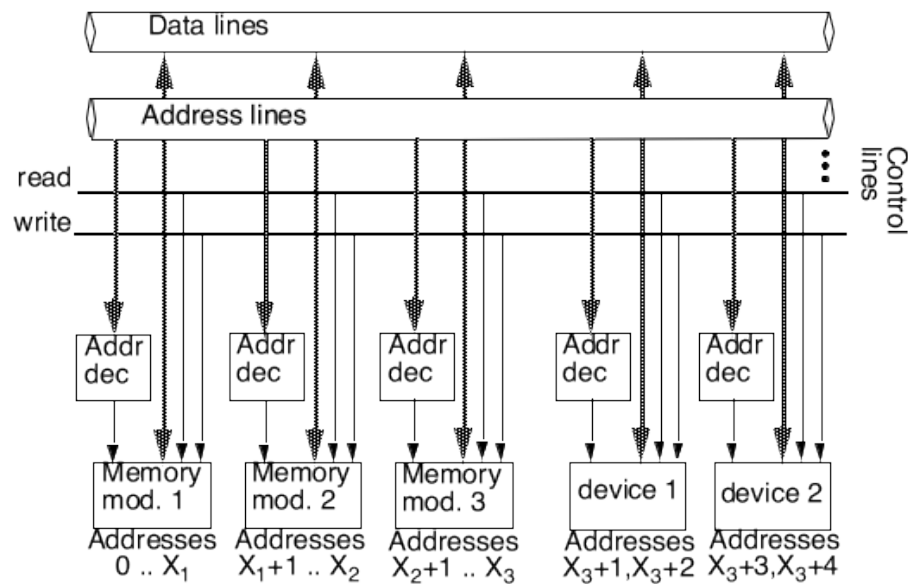 Data lines
Address lines
read
write
Control
lines
Addr
dec
Addr
dec
Addr
dec
Addr
dec
Addr
dec
Memory
mod. 1
Memory
mod. 2
Memory
mod. 3
device 1
device 2
Addresses
0 .. X₁
Addresses
X₁+1 .. X₂
Addresses
X₂+1 .. X₃
Addresses
X₃+1,X₃+2
Addresses
X₃+3,X₃+4